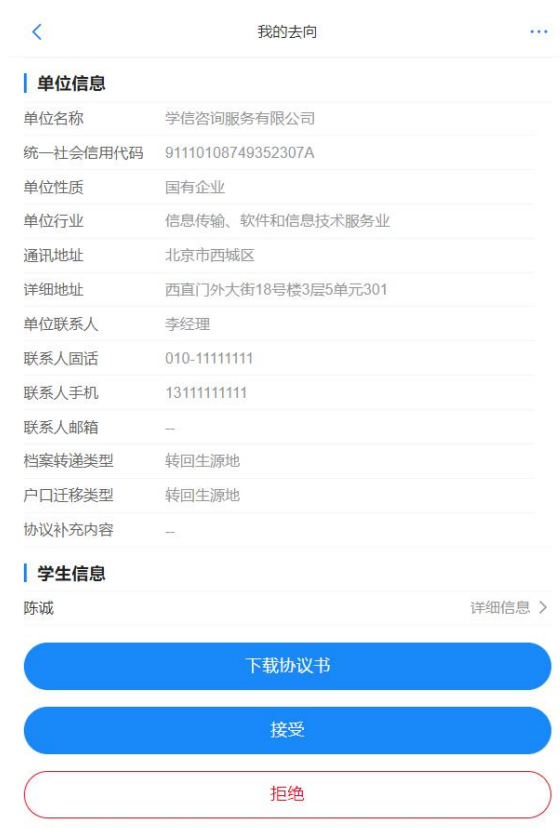 我的去向
单位信息
单位名称 学信咨询服务有限公司
统一社会信用代码 91110108749352307A
单位性质 国有企业
单位行业 信息传输、软件和信息技术服务业
通讯地址 北京市西城区
详细地址 西直门外大街18号楼3层5单元301
单位联系人 李经理
联系人固话 010-11111111
联系人手机 13111111111
联系人邮箱 --
档案转递类型 转回生源地
户口迁移类型 转回生源地
协议补充内容 --
学生信息
陈诚 详细信息
下载协议书
接受
拒绝